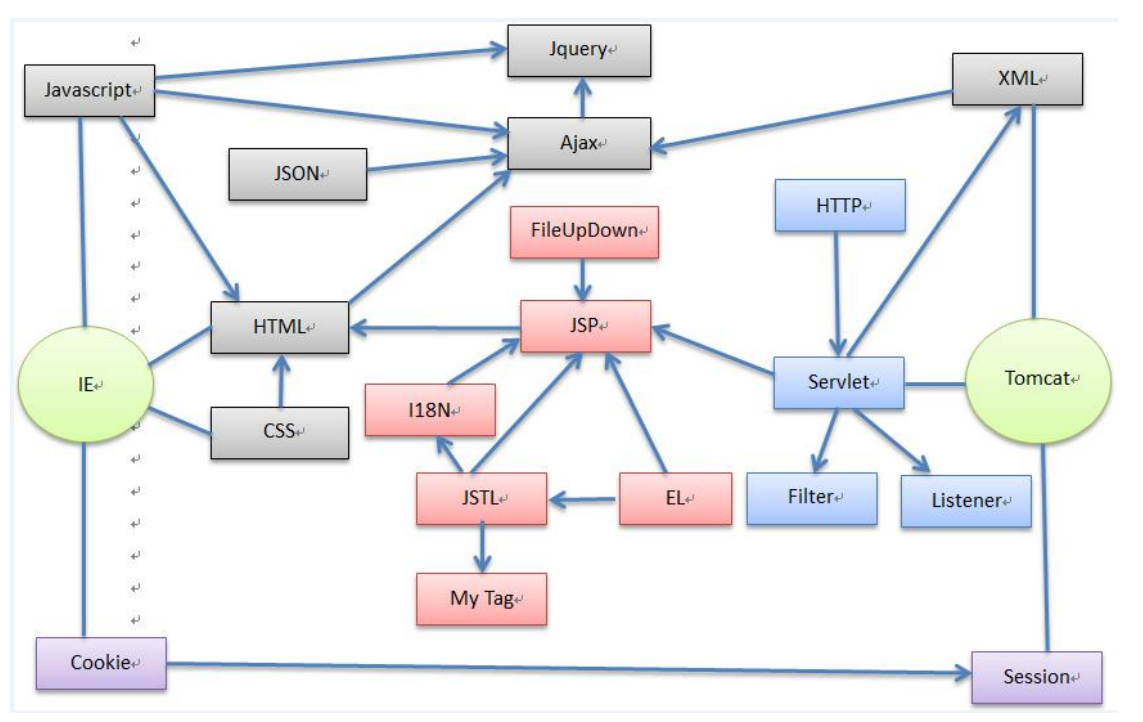 Jquery
Javascript
XML
Ajax
JSON
HTTP
FileUpDown
HTML
JSP
IE
Servlet
Tomcat
I18N
CSS
JSTL
EL
Filter
Listener
My Tag
Cookie
Session